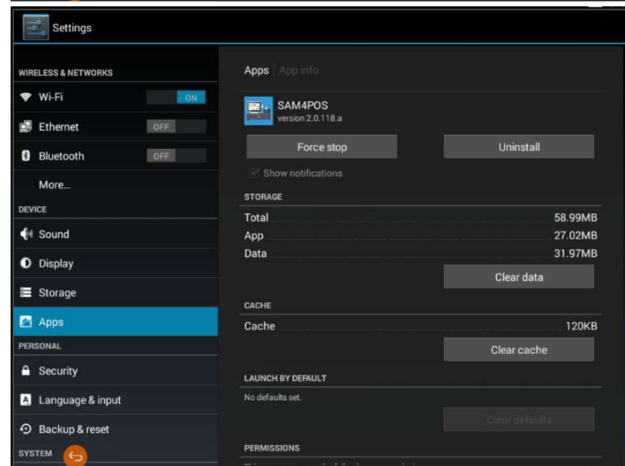 Settings
WIRELESS & NETWORKS
Wi-Fi ON
Ethernet OFF
Bluetooth OFF
More...
DEVICE
Sound
Display
Storage
Apps
PERSONAL
Security
Language & input
Backup & reset
SYSTEM
Apps App info
SAM4POS
version 2.0.118.a
Force stop Uninstall
Show notifications
STORAGE
Total 58.99MB
App 27.02MB
Data 31.97MB
Clear data
CACHE
Cache 120KB
Clear cache
LAUNCH BY DEFAULT
No defaults set.
Clear defaults
PERMISSIONS